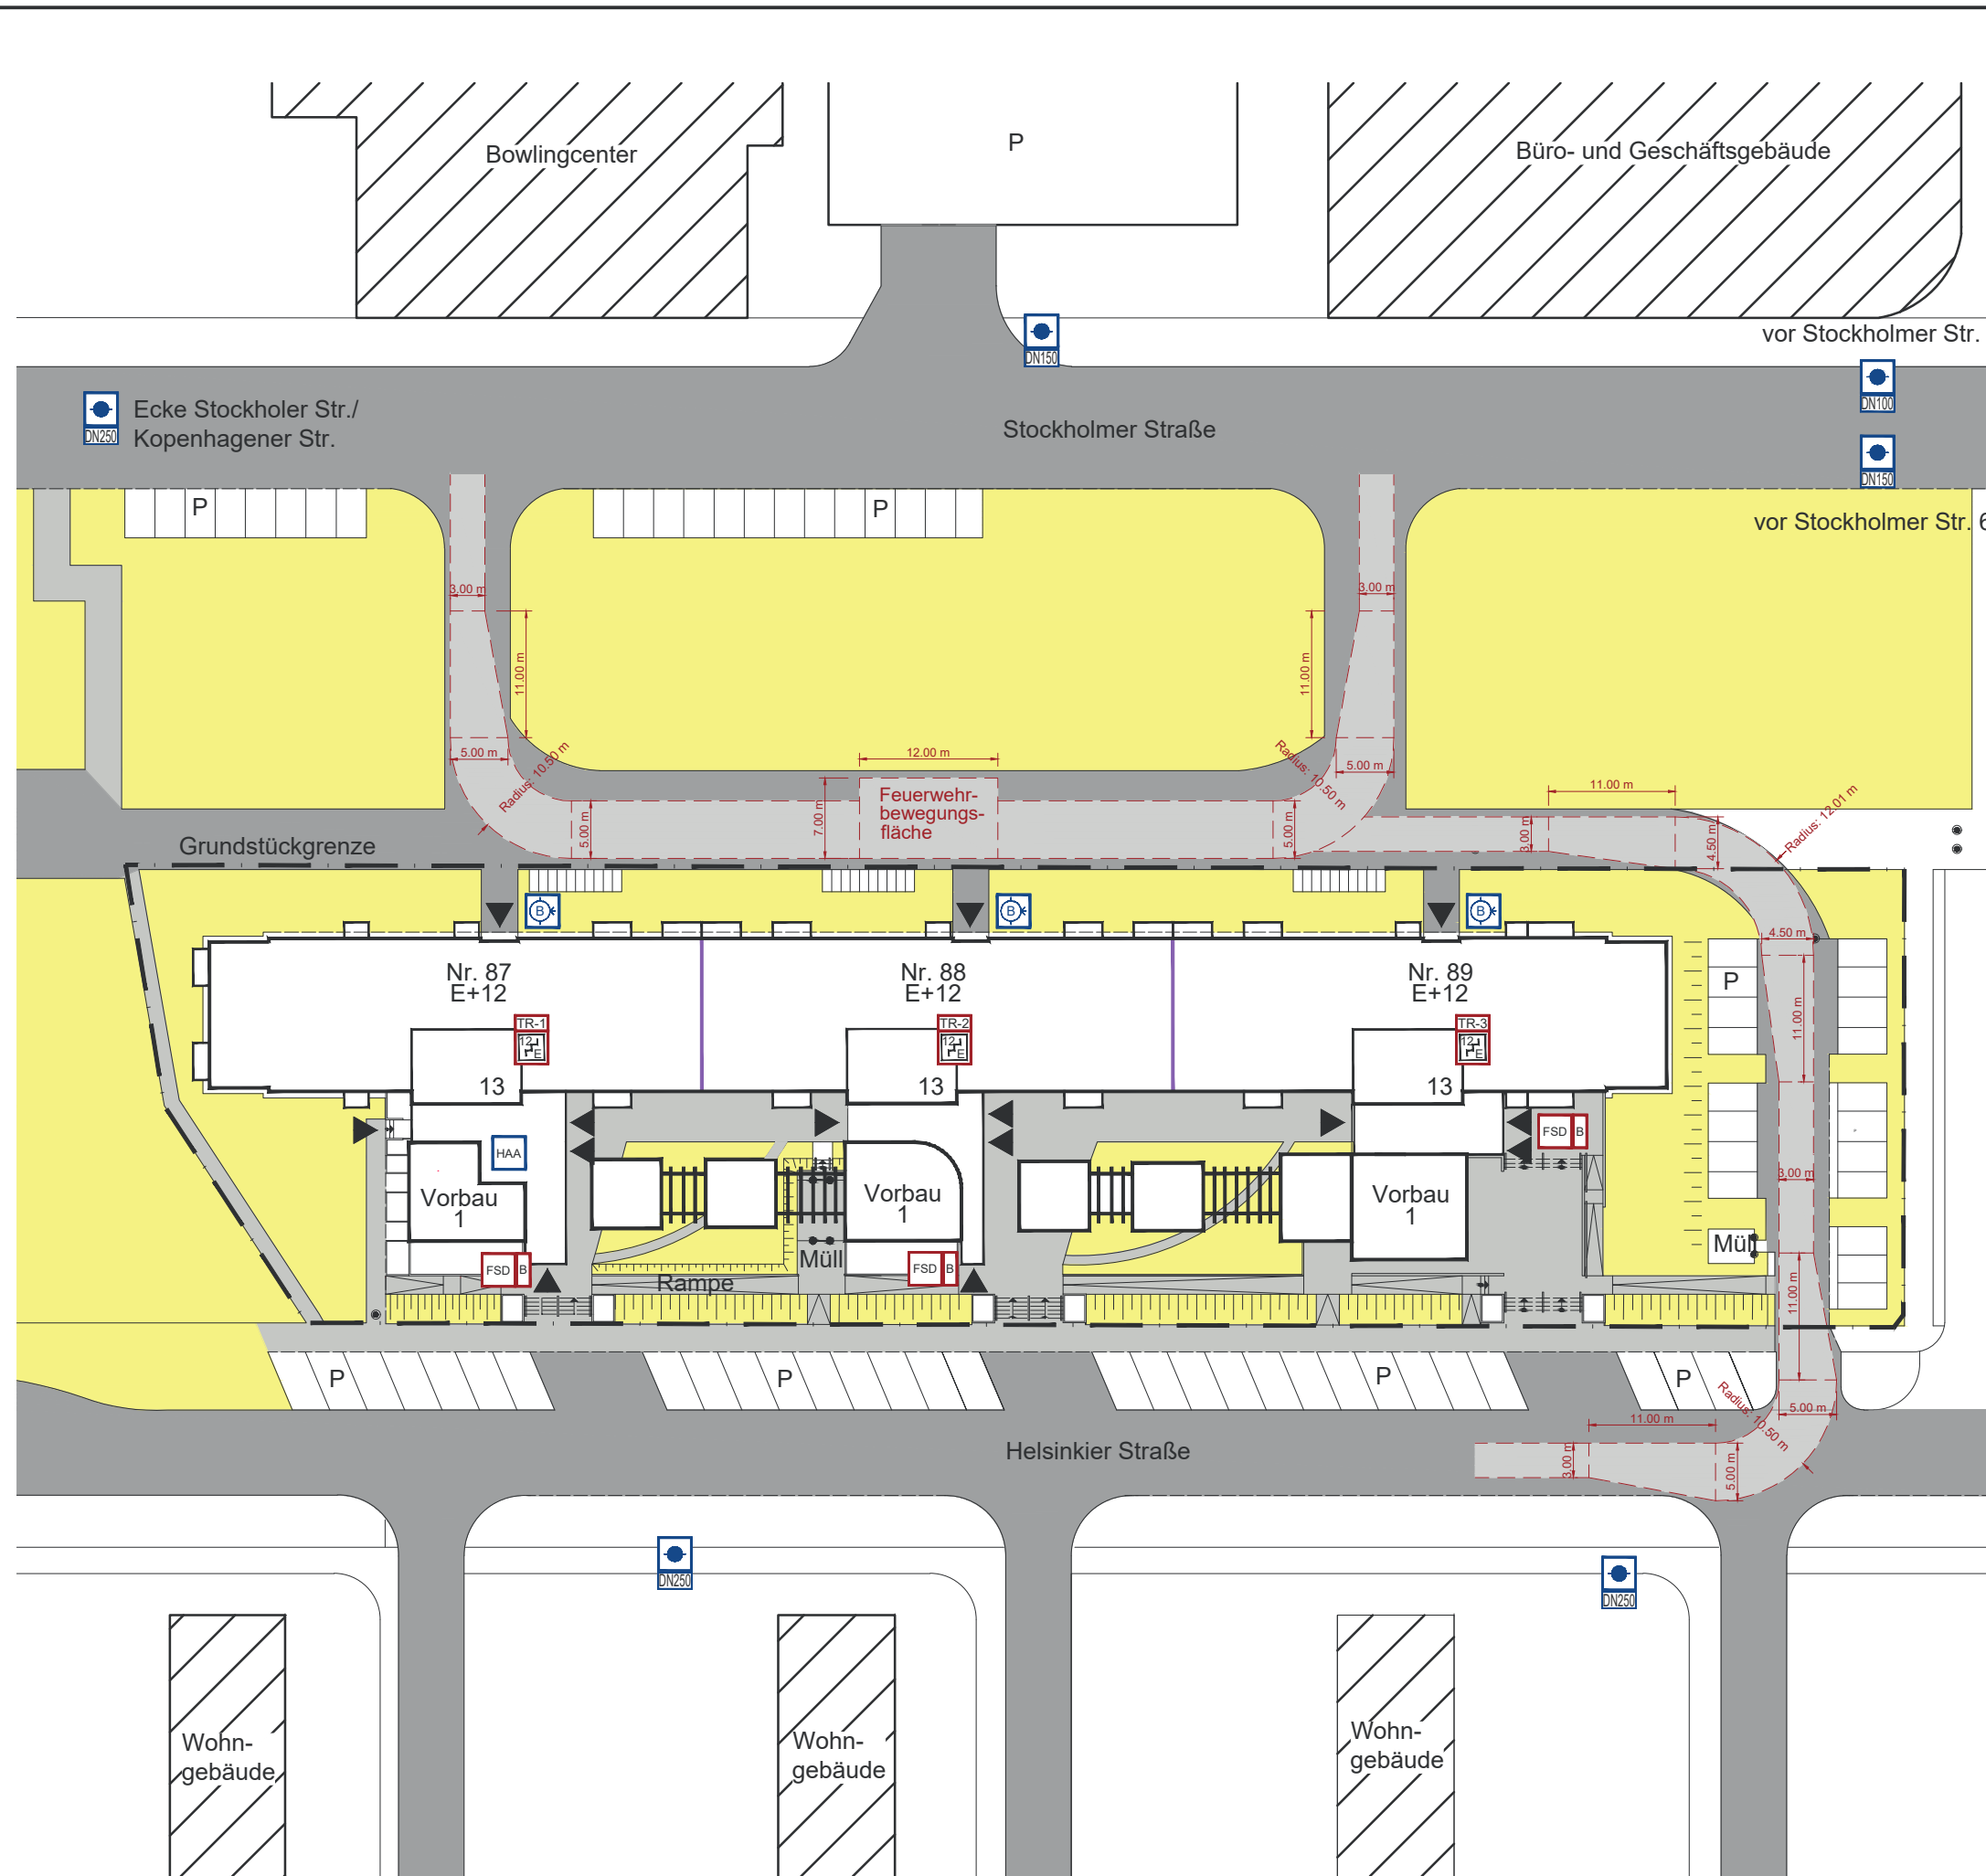 P
Bowlingcenter
Büro- und Geschäftsgebäude
vor Stockholmer Str.
DN150
DN100
Ecke Stockholer Str./
Kopenhagener Str.
DN250
Stockholmer Straße
DN150
P
P
vor Stockholmer Str. 6
3.00 m
3.00 m
11.00 m
11.00 m
5.00 m
Radius: 10.50 m
12.00 m
Radius: 10.50 m
5.00 m
11.00 m
Radius: 12.01 m
Feuerwehr-
bewegungs-
fläche
5.00 m
7.00 m
5.00 m
3.00 m
4.50 m
Grundstückgrenze
B
B
B
4.50 m
Nr. 87
E+12
Nr. 88
E+12
Nr. 89
E+12
P
11.00 m
TR-1
12
E
TR-2
12
E
TR-3
12
E
13
13
13
FSD B
HAA
3.00 m
Vorbau
1
Vorbau
1
Vorbau
1
Müll
Müll
FSD B
FSD B
Rampe
11.00 m
P
P
P
P
Radius: 10.50 m
5.00 m
11.00 m
Helsinkier Straße
3.00 m
5.00 m
DN250
DN250
Wohn-
gebäude
Wohn-
gebäude
Wohn-
gebäude